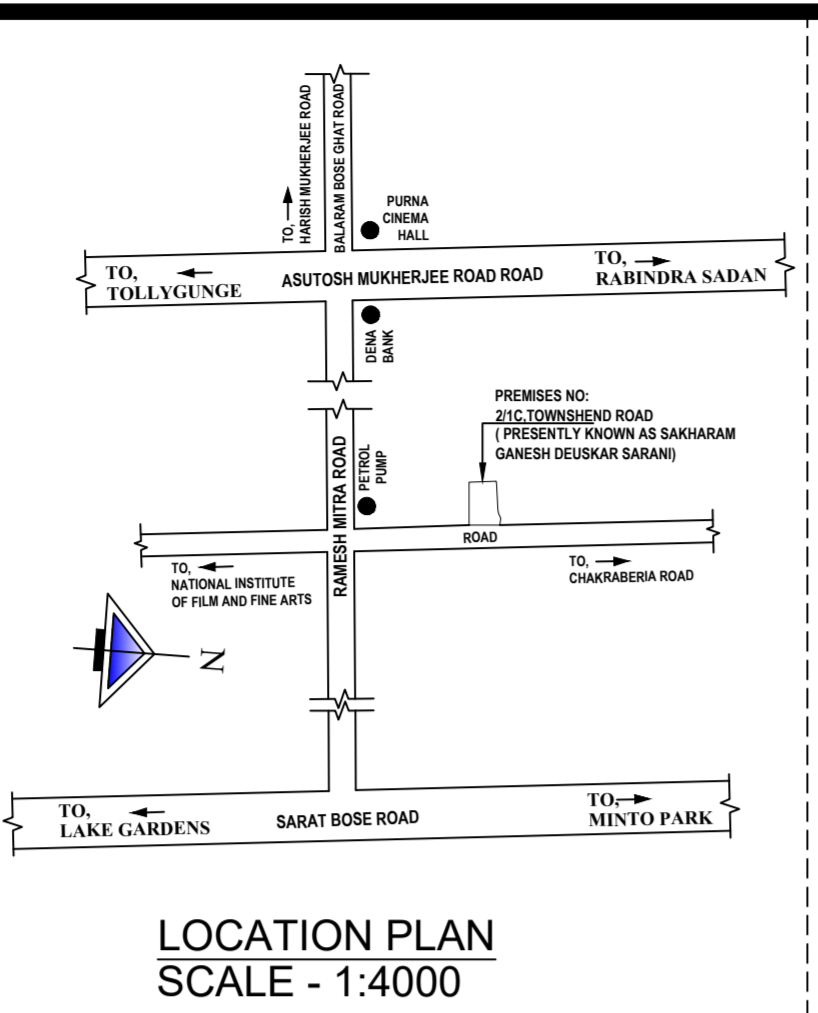 TO,
HARISH MUKHERJEE ROAD
BALARAM BOSE GHAT ROAD
PURNA
CINEMA
HALL
TO,
TOLLYGUNGE
ASUTOSH MUKHERJEE ROAD ROAD
TO,
RABINDRA SADAN
DENA
BANK
PREMISES NO:
2/1C,TOWNSHEND ROAD
( PRESENTLY KNOWN AS SAKHARAM
GANESH DEUSKAR SARANI)
RAMESH MITRA ROAD
PETROL
PUMP
ROAD
TO,
NATIONAL INSTITUTE
OF FILM AND FINE ARTS
TO,
CHAKRABERIA ROAD
N
TO,
LAKE GARDENS
SARAT BOSE ROAD
TO,
MINTO PARK
LOCATION PLAN
SCALE - 1:4000